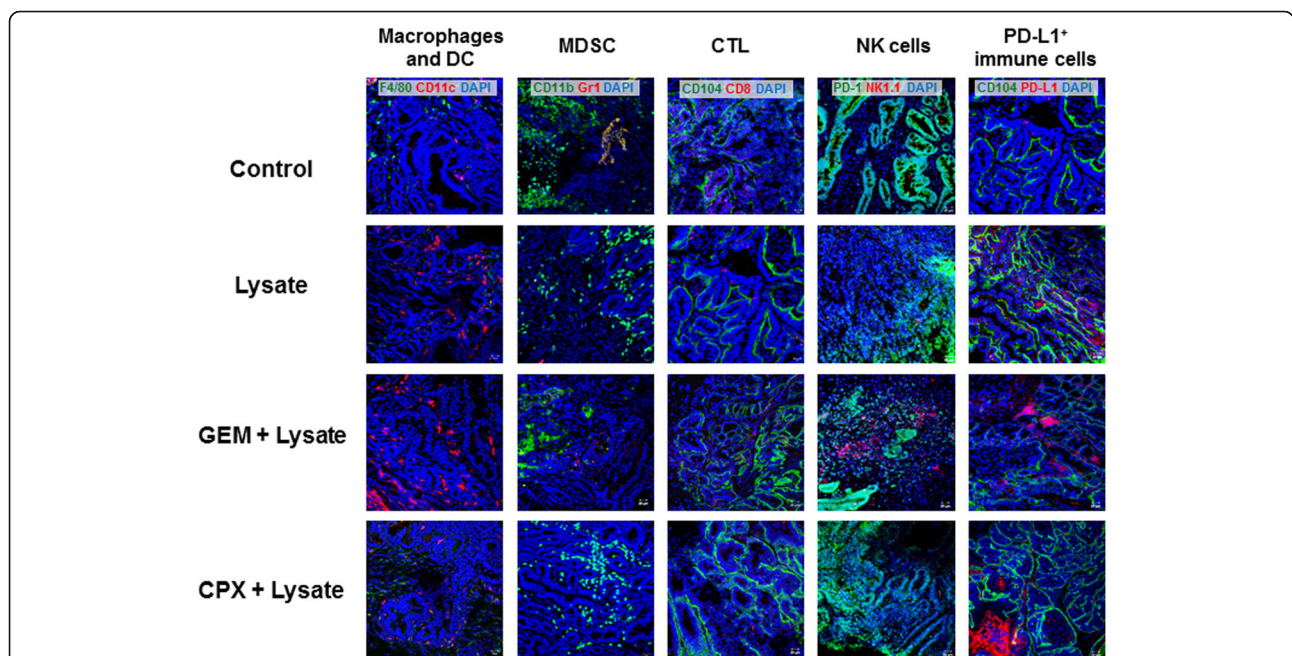 Macrophages and DC
MDSC
CTL
NK cells
PD-L1⁺ immune cells
F4/80 CD11c DAPI
CD11b Gr1 DAPI
CD104 CD8 DAPI
PD-1 NK1.1 DAPI
CD104 PD-L1 DAPI
Control
Lysate
GEM + Lysate
CPX + Lysate